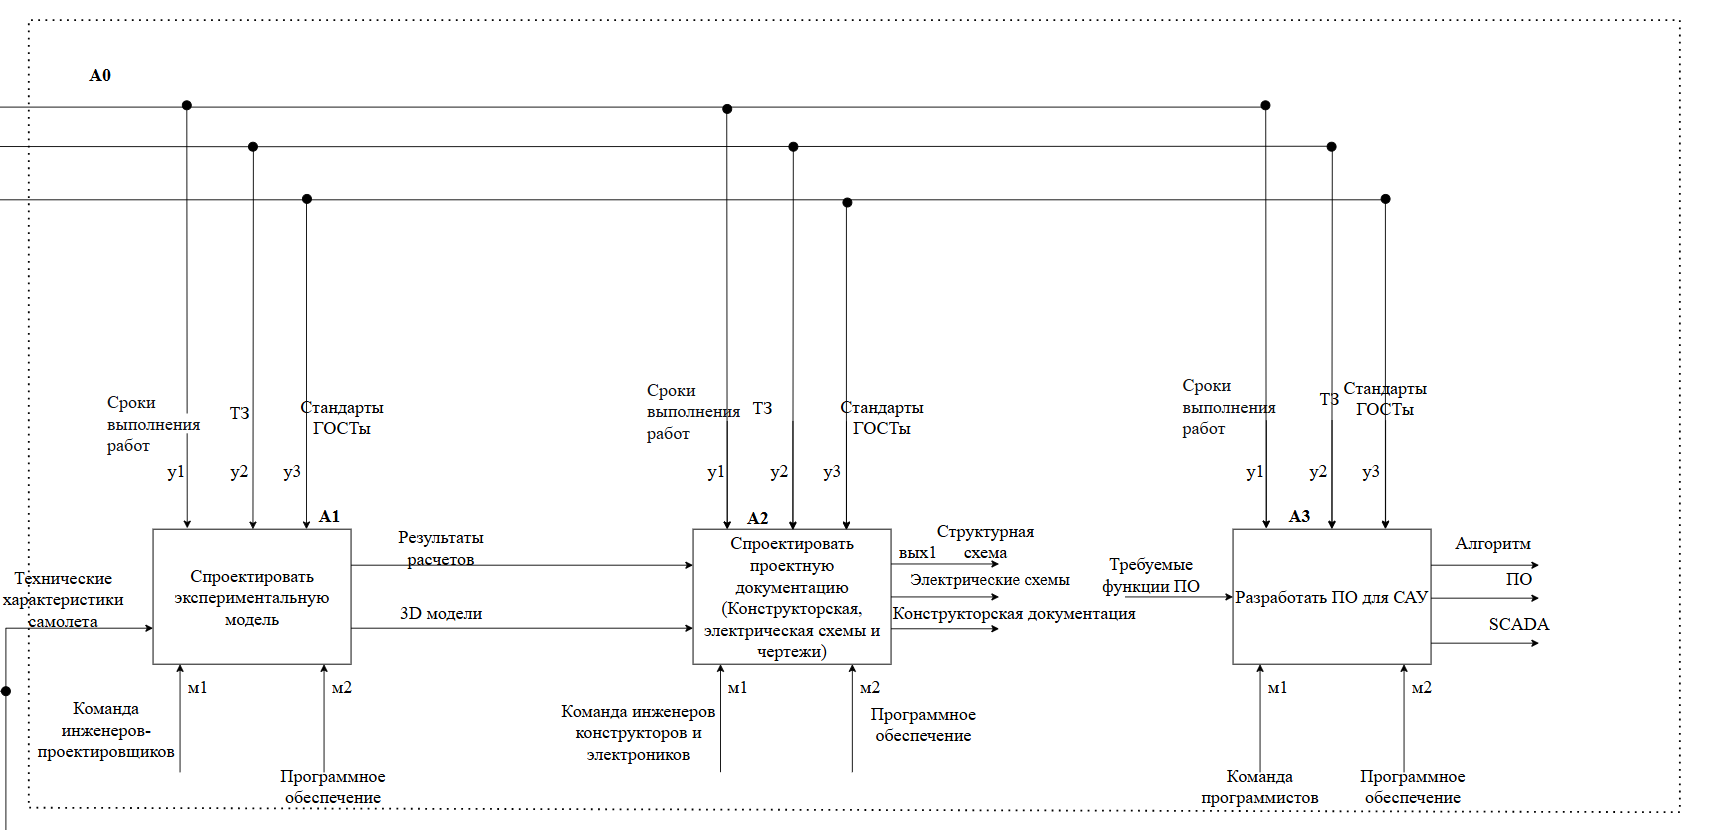 A0
Сроки
выполнения
работ
ТЗ
Стандарты
ГОСТы
у1
у2
у3
A1
Технические
характеристики
самолета
Спроектировать
экспериментальную
модель
м1
м2
Команда
инженеров-
проектировщиков
Программное
обеспечение
Результаты
расчетов
3D модели
Сроки
выполнения
работ
ТЗ
Стандарты
ГОСТы
у1
у2
у3
A2
Спроектировать
проектную
документацию
(Конструкторская,
электрическая схемы и
чертежи)
м1
м2
Команда инженеров
конструкторов и
электроников
Программное
обеспечение
Структурная
вых1 схема
Электрические схемы
Конструкторская документация
Сроки
выполнения
работ
ТЗ
Стандарты
ГОСТы
у1
у2
у3
A3
Требуемые
функции ПО
Разработать ПО для САУ
м1
м2
Команда
программистов
Программное
обеспечение
Алгоритм
ПО
SCADA